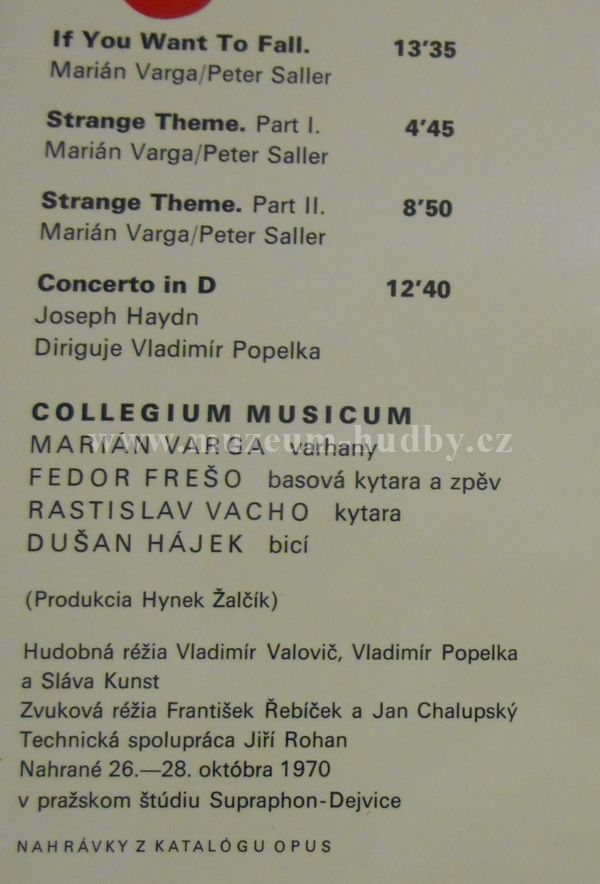 If You Want To Fall. 13'35
Marián Varga/Peter Saller
Strange Theme. Part I. 4'45
Marián Varga/Peter Saller
Strange Theme. Part II. 8'50
Marián Varga/Peter Saller
Concerto in D 12'40
Joseph Haydn
Diriguje Vladimír Popelka
COLLEGIUM MUSICUM
MARIÁN VARGA varhany
www.muzeum-hudby.cz
FEDOR FREŠO basová kytara a zpěv
RASTISLAV VACHO kytara
DUŠAN HÁJEK bicí
(Produkcia Hynek Žalčík)
Hudobná réžia Vladimír Valovič, Vladimír Popelka
a Sláva Kunst
Zvuková réžia František Řebíček a Jan Chalupský
Technická spolupráca Jiří Rohan
Nahrané 26.—28. októbra 1970
v pražskom štúdiu Supraphon-Dejvice
NAHRÁVKY Z KATALÓGU OPUS